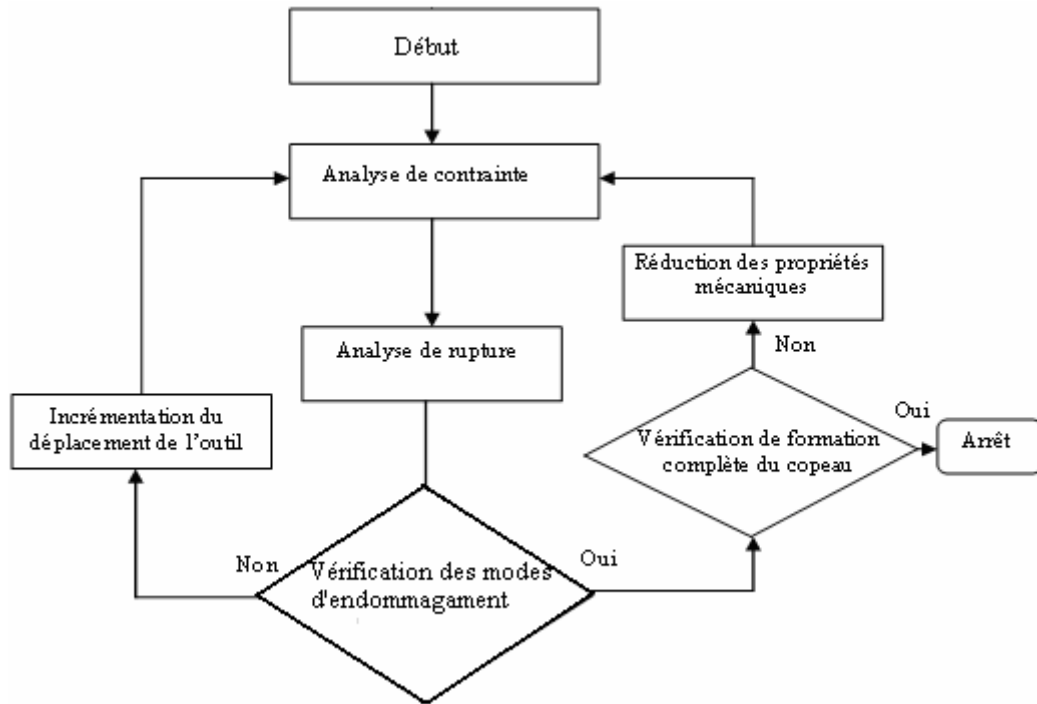 Début
Analyse de contrainte
Réduction des propriétés
mécaniques
Analyse de rupture
Non
Incrémentation du
déplacement de l'outil
Oui
Vérification de formation
complète du copeau
Arrêt
Non
Oui
Vérification des modes
d'endommagament